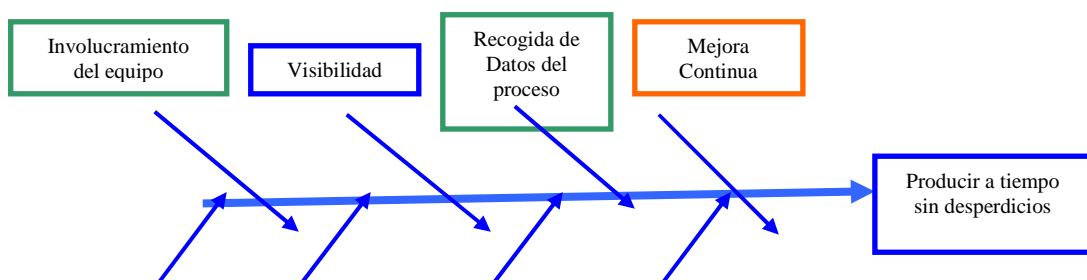 Involucramiento
del equipo
Visibilidad
Recogida de
Datos del
proceso
Mejora
Continua
Producir a tiempo
sin desperdicios